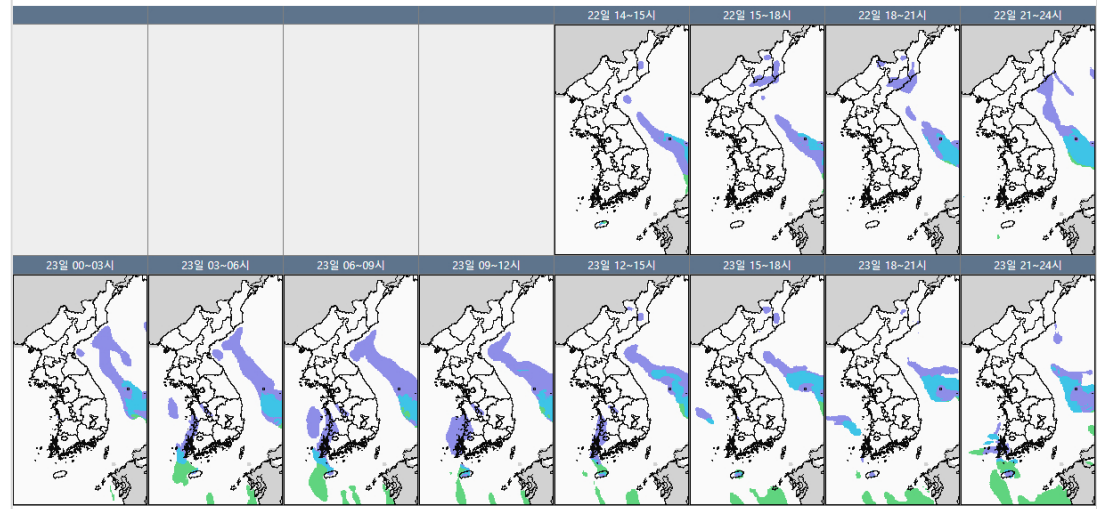 22일 14~15시
22일 15~18시
22일 18~21시
22일 21~24시
23일 00~03시
23일 03~06시
23일 06~09시
23일 09~12시
23일 12~15시
23일 15~18시
23일 18~21시
23일 21~24시